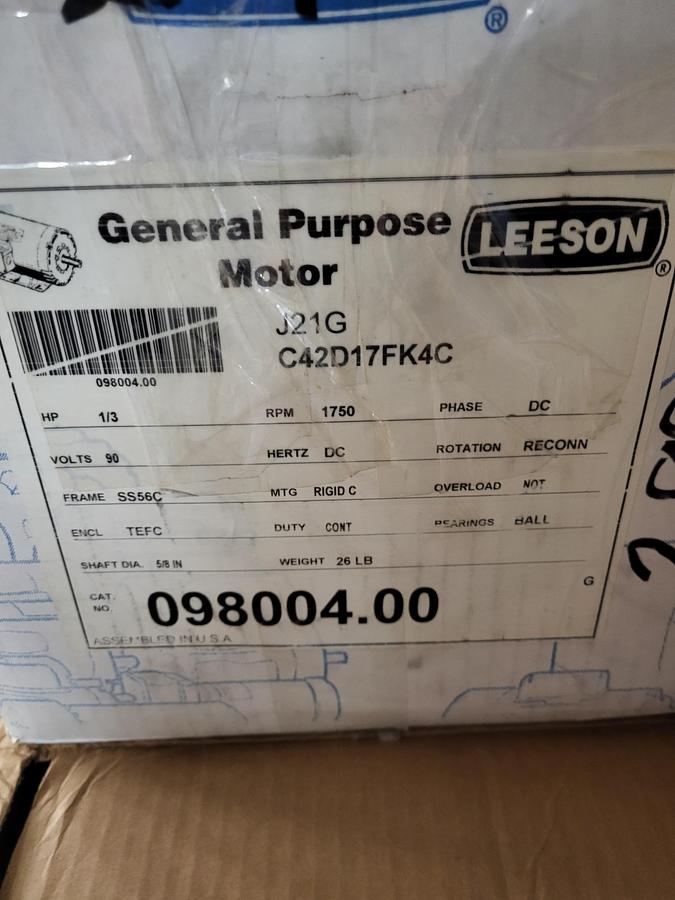 ®
General Purpose
Motor
LEESON®
J21G
C42D17FK4C
098004.00
HP 1/3 RPM 1750 PHASE DC
VOLTS 90 HERTZ DC ROTATION RECONN
FRAME SS56C MTG RIGID C OVERLOAD NOT
ENCL TEFC DUTY CONT BEARINGS BALL
SHAFT DIA. 5/8 IN WEIGHT 26 LB
G
CAT.
NO. 098004.00
ASSEMBLED IN U S A